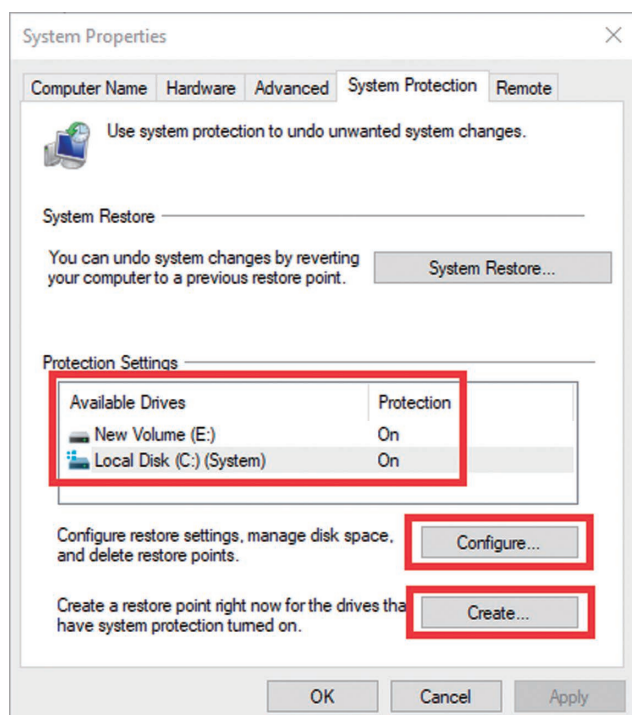 System Properties
Computer Name Hardware Advanced System Protection Remote
Use system protection to undo unwanted system changes.
System Restore
You can undo system changes by reverting
your computer to a previous restore point.
System Restore...
Protection Settings
Available Drives Protection
New Volume (E:) On
Local Disk (C:) (System) On
Configure restore settings, manage disk space,
and delete restore points.
Configure...
Create a restore point right now for the drives tha
have system protection turned on.
Create...
OK Cancel Apply